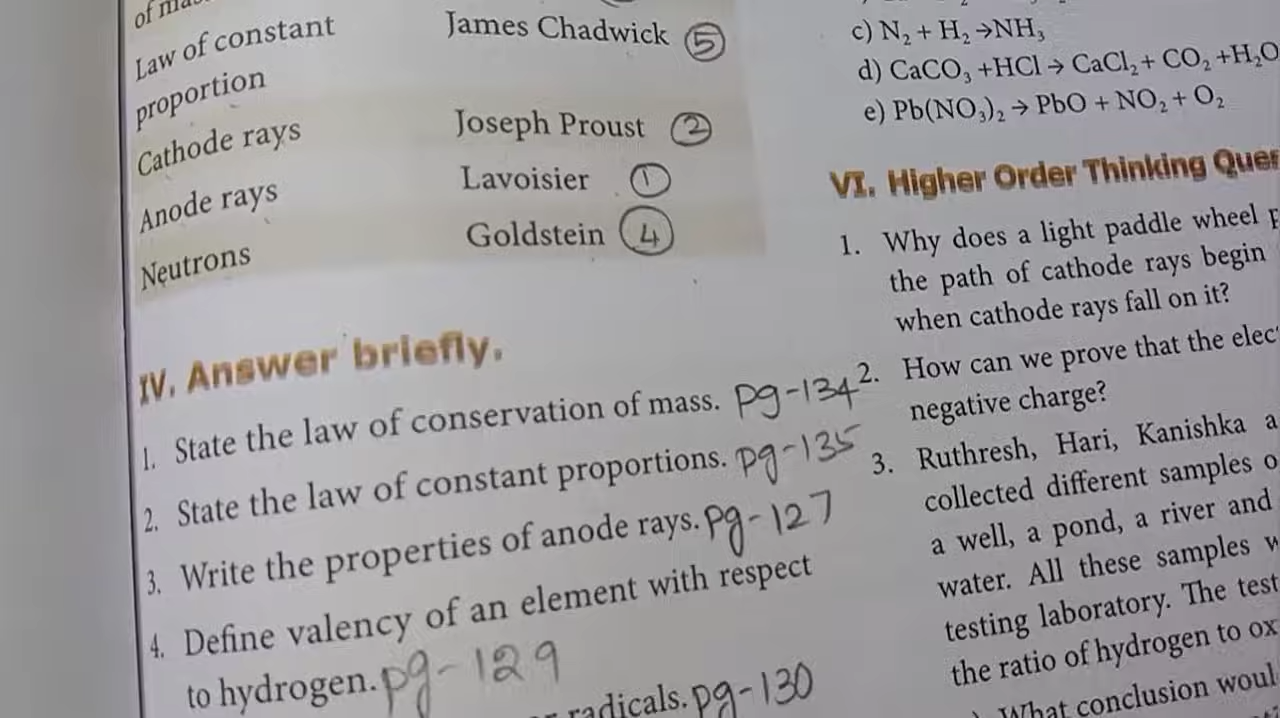 of
Law of constant
proportion
Cathode rays
Anode rays
Neutrons
James Chadwick ⑤
Joseph Proust ②
Lavoisier ①
Goldstein ④
IV. Answer briefly.
1. State the law of conservation of mass. pg-134
2. State the law of constant proportions. pg-135
3. Write the properties of anode rays. pg-127
4. Define valency of an element with respect
to hydrogen. pg-129
radicals. pg-130
c) N₂ + H₂ →NH₃
d) CaCO₃ +HCl → CaCl₂ + CO₂ +H₂O
e) Pb(NO₃)₂ → PbO + NO₂ + O₂
VI. Higher Order Thinking
1. Why does a light paddle wheel
the path of cathode rays begin
when cathode rays fall on it?
2. How can we prove that the
negative charge?
3. Ruthresh, Hari, Kanishka
collected different samples
a well, a pond, a river and
water. All these samples
testing laboratory. The test
the ratio of hydrogen to
What conclusion